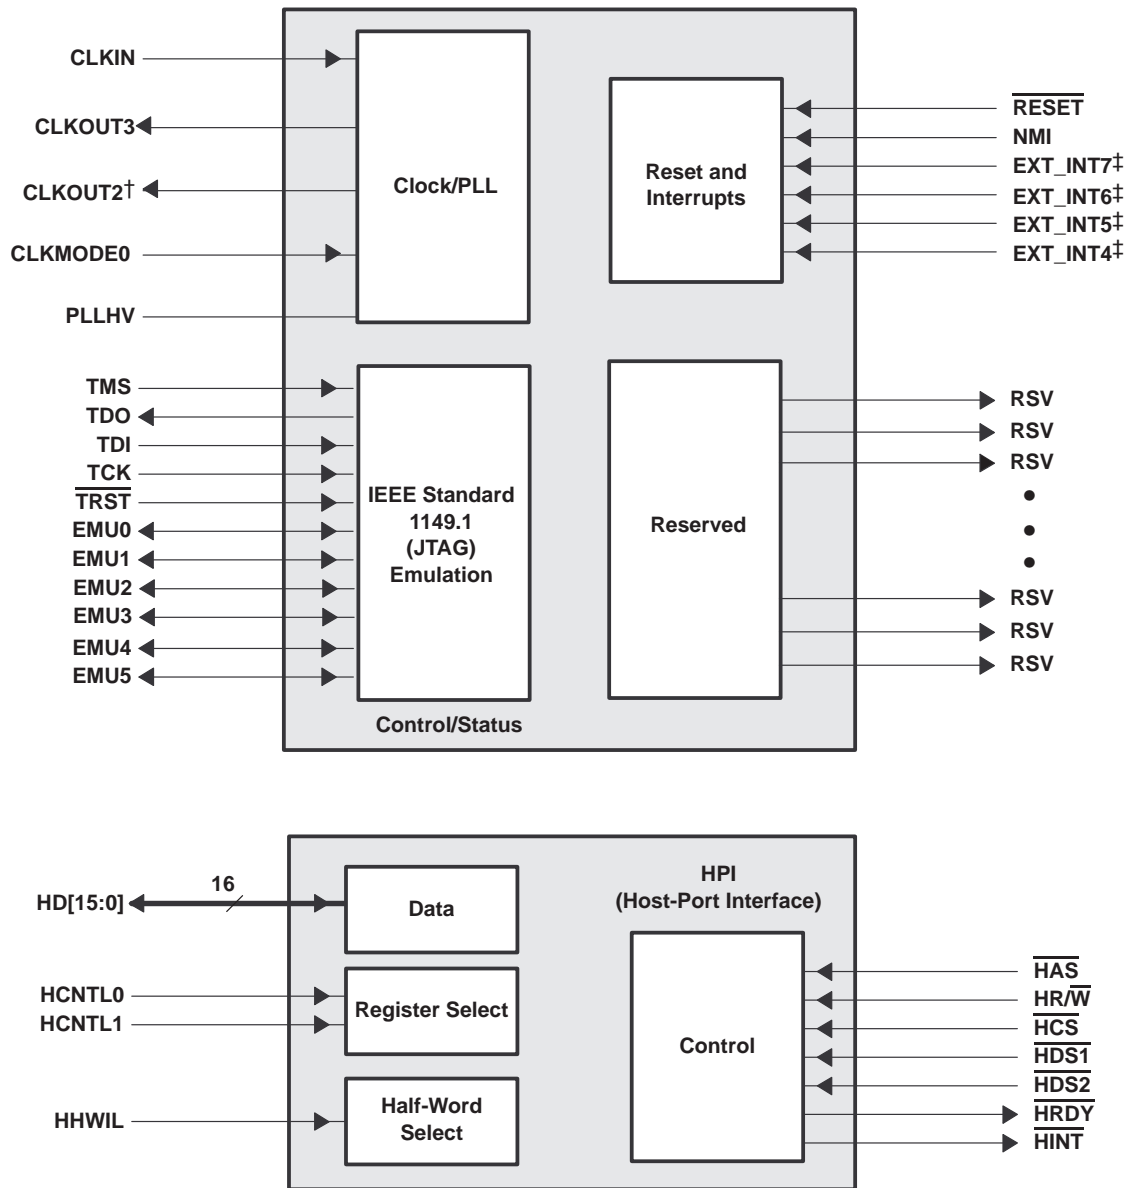 CLKIN
CLKOUT3
CLKOUT2†
CLKMODE0
PLLHV
Clock/PLL
Reset and
Interrupts
RESET
NMI
EXT_INT7‡
EXT_INT6‡
EXT_INT5‡
EXT_INT4‡
TMS
TDO
TDI
TCK
TRST
EMU0
EMU1
EMU2
EMU3
EMU4
EMU5
IEEE Standard
1149.1
(JTAG)
Emulation
Reserved
RSV
RSV
RSV
RSV
RSV
RSV
Control/Status
HD[15:0]
16
Data
HPI
(Host-Port Interface)
HCNTL0
HCNTL1
Register Select
HHWIL
Half-Word
Select
Control
HAS
HR/W
HCS
HDS1
HDS2
HRDY
HINT